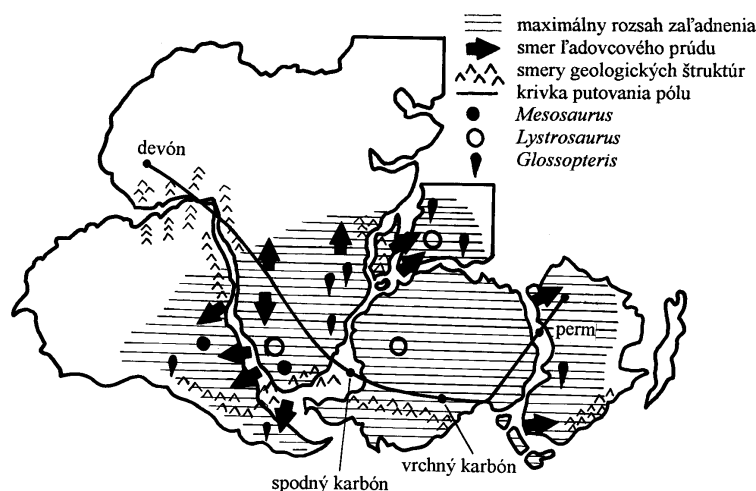 maximálny rozsah zaľadnenia
smer ľadovcového prúdu
smery geologických štruktúr
krivka putovania pólu
Mesosaurus
Lystrosaurus
Glossopteris
devón
perm
vrchný karbón
spodný karbón